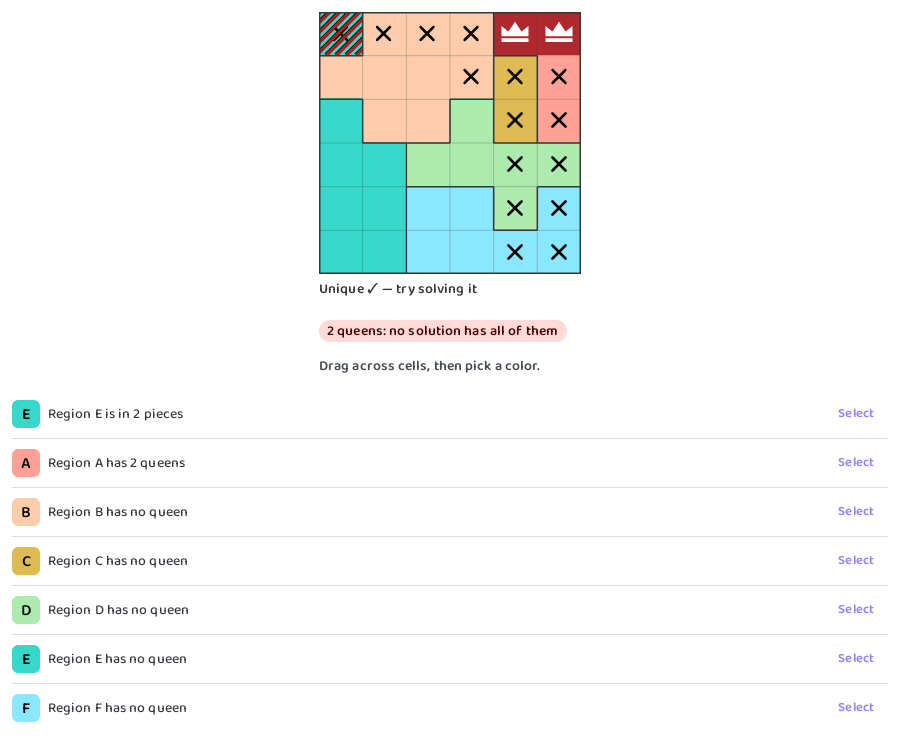 Unique ✓ — try solving it
2 queens: no solution has all of them
Drag across cells, then pick a color.
E Region E is in 2 pieces Select
A Region A has 2 queens Select
B Region B has no queen Select
C Region C has no queen Select
D Region D has no queen Select
E Region E has no queen Select
F Region F has no queen Select